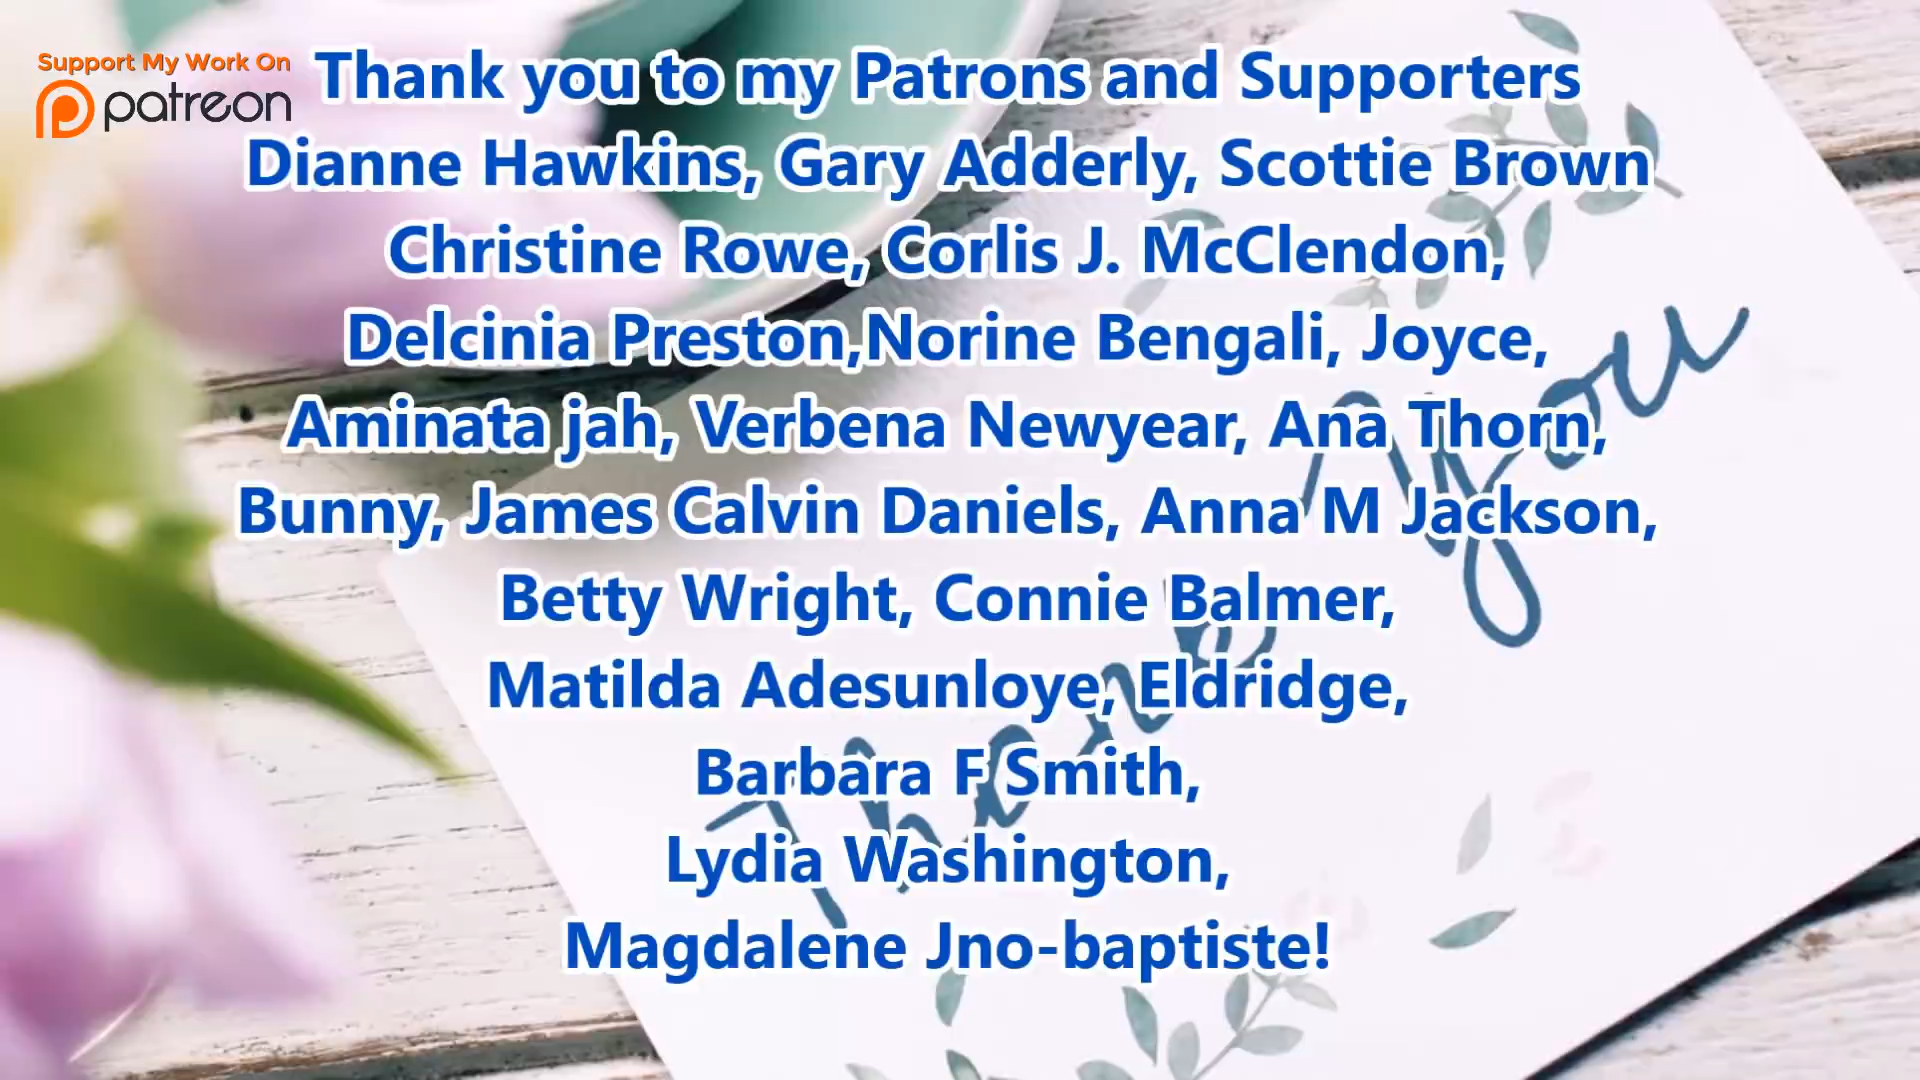 Support My Work On
patreon
Thank you to my Patrons and Supporters
Dianne Hawkins, Gary Adderly, Scottie Brown
Christine Rowe, Corlis J. McClendon,
Delcinia Preston,Norine Bengali, Joyce,
Aminata jah, Verbena Newyear, Ana Thorn,
Bunny, James Calvin Daniels, Anna M Jackson,
Betty Wright, Connie Balmer,
Matilda Adesunloye, Eldridge,
Barbara F Smith,
Lydia Washington,
Magdalene Jno-baptiste!
Thank You